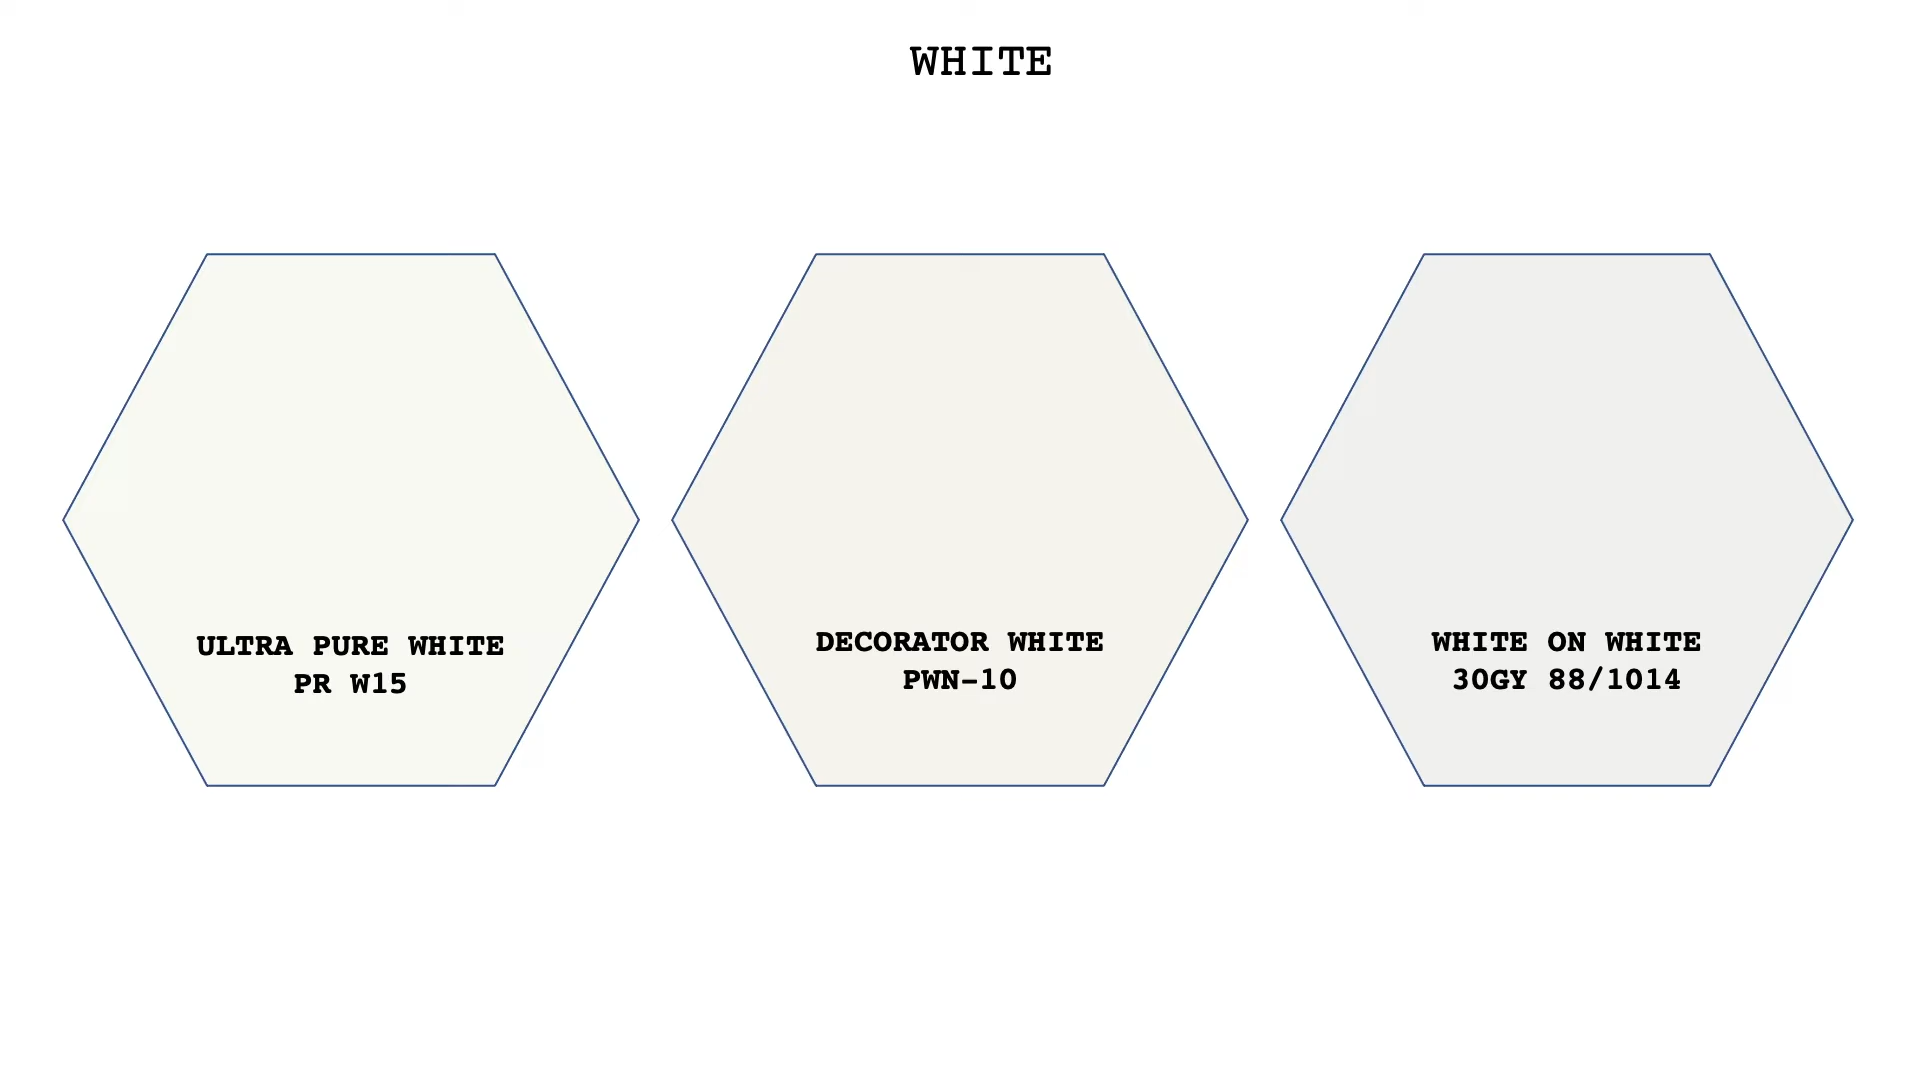 WHITE
ULTRA PURE WHITE
PR W15
DECORATOR WHITE
PWN-10
WHITE ON WHITE
30GY 88/1014